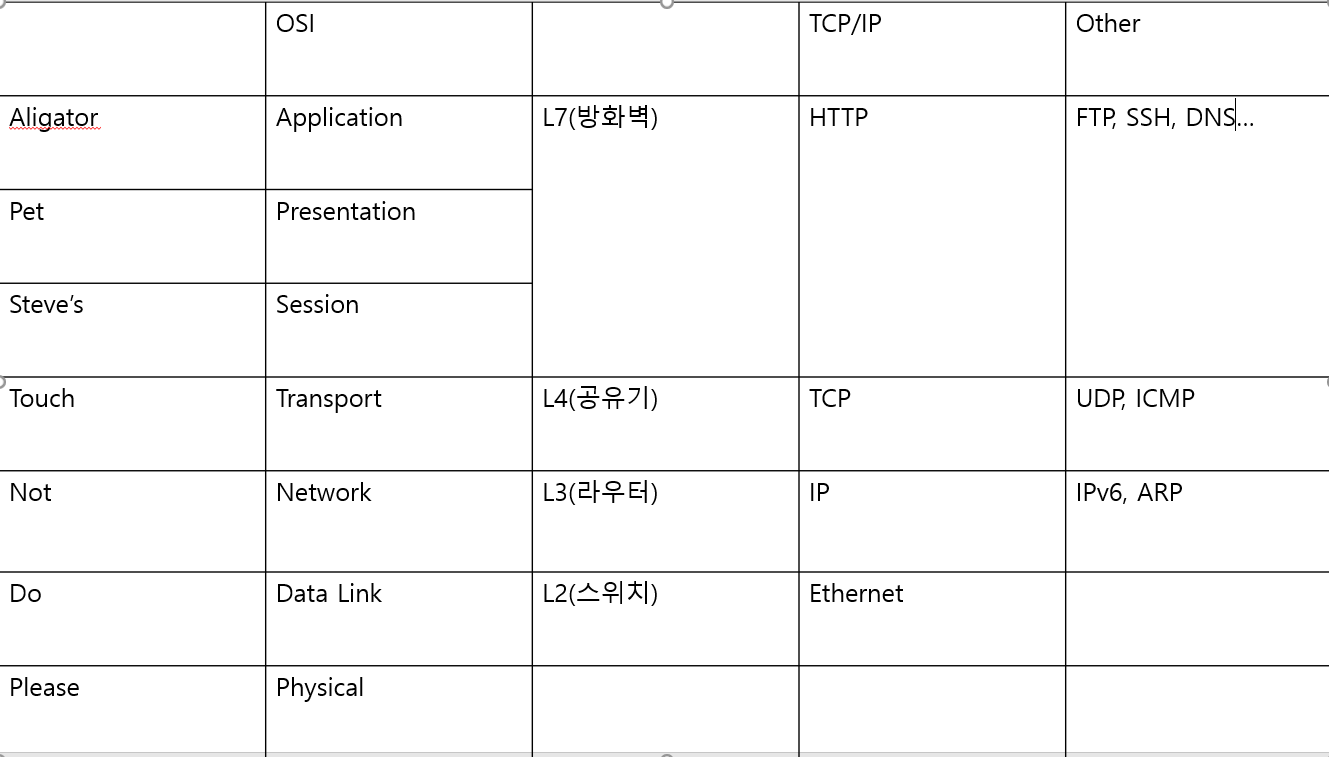 OSI TCP/IP Other
Aligator Application L7(방화벽) HTTP FTP, SSH, DNS...
Pet Presentation
Steve’s Session
Touch Transport L4(공유기) TCP UDP, ICMP
Not Network L3(라우터) IP IPv6, ARP
Do Data Link L2(스위치) Ethernet
Please Physical